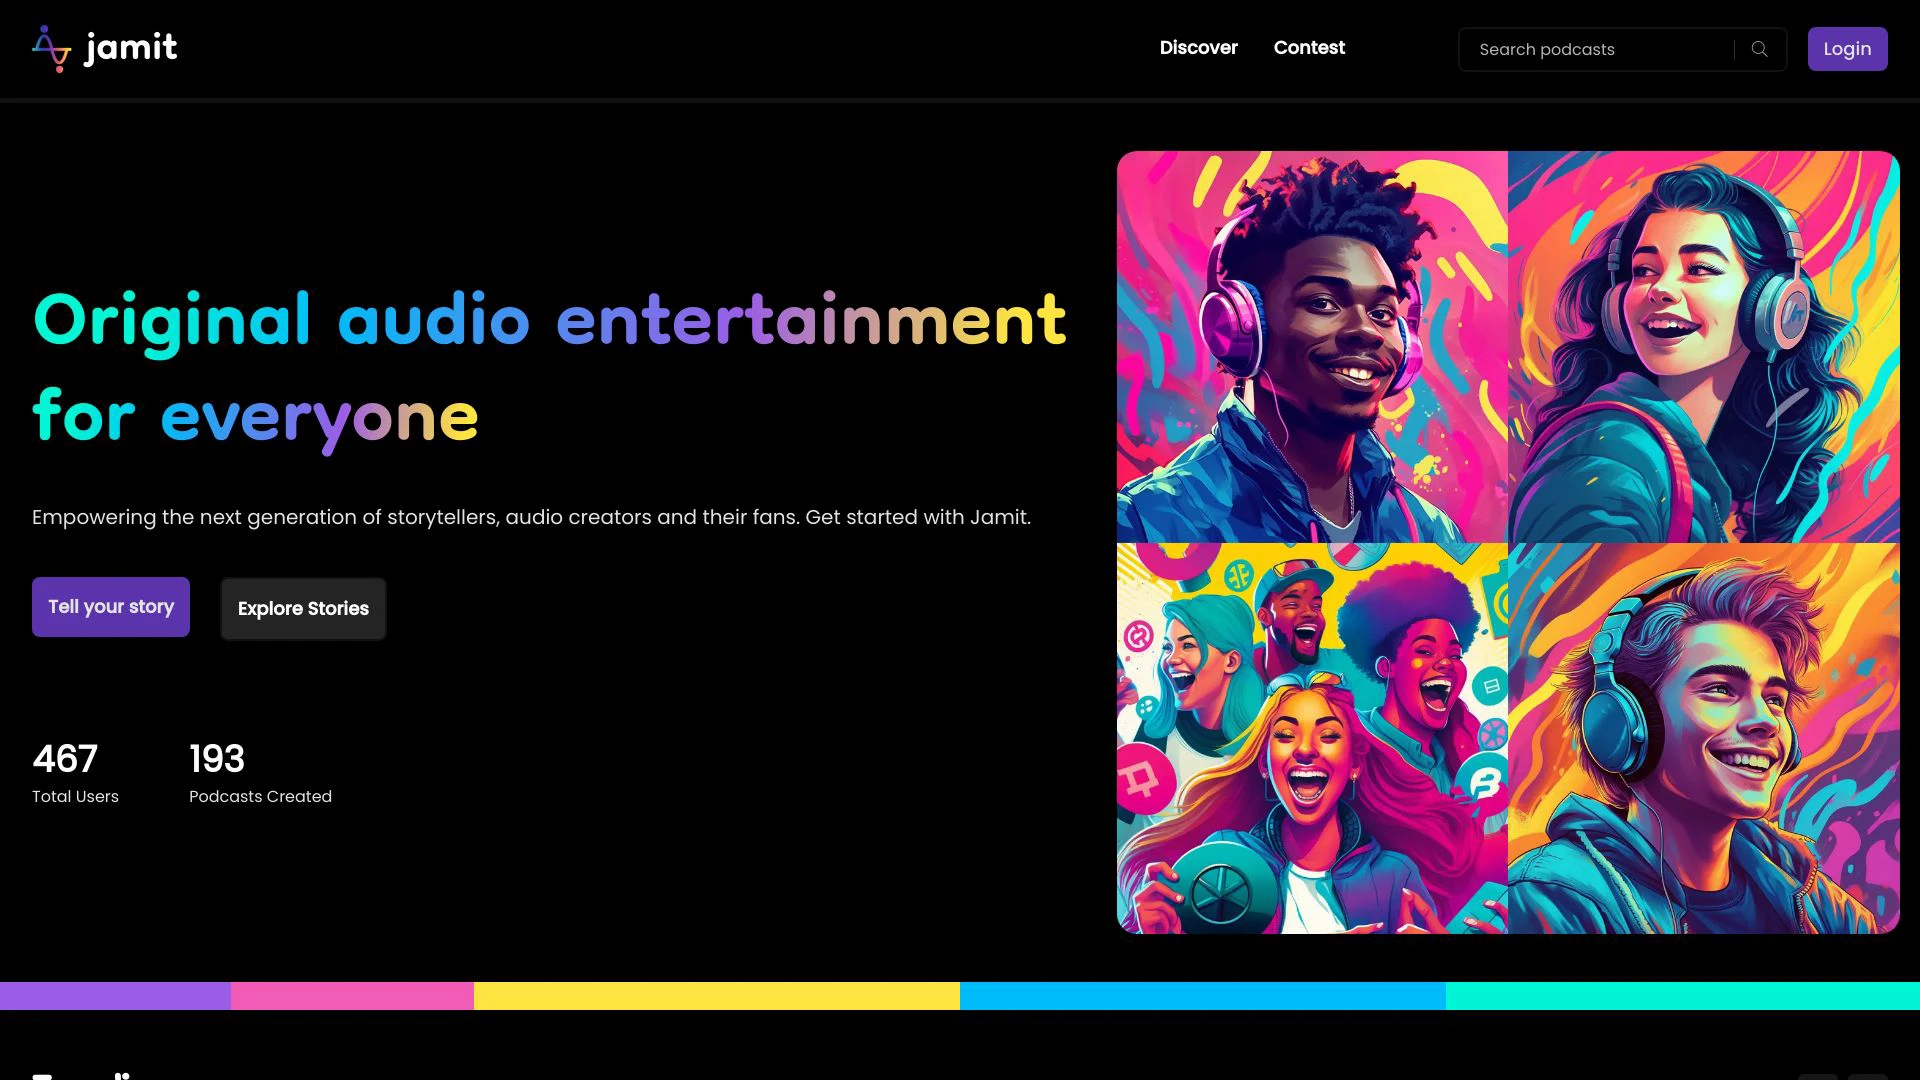 jamit
Discover
Contest
Search podcasts
Login
Original audio entertainment
for everyone
Empowering the next generation of storytellers, audio creators and their fans. Get started with Jamit.
Tell your story
Explore Stories
467
Total Users
193
Podcasts Created